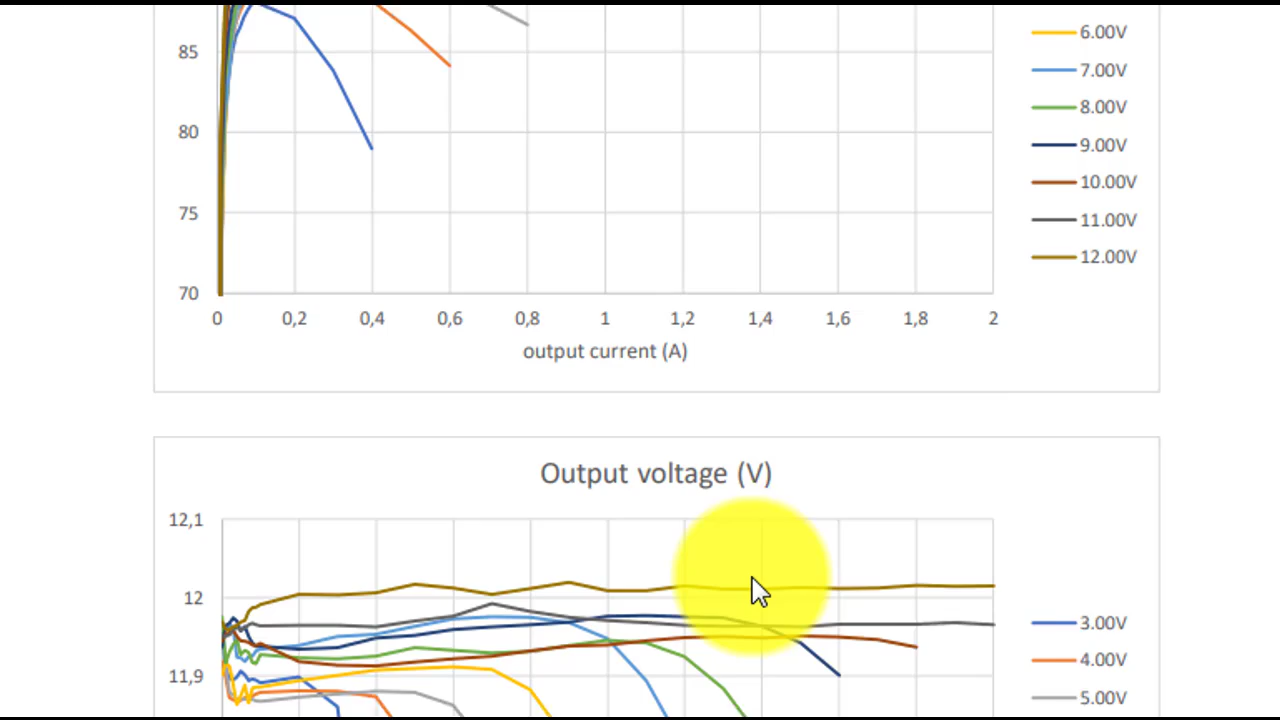 85
80
75
70
0 0,2 0,4 0,6 0,8 1 1,2 1,4 1,6 1,8 2
output current (A)
6.00V
7.00V
8.00V
9.00V
10.00V
11.00V
12.00V
Output voltage (V)
12,1
12
11,9
3.00V
4.00V
5.00V